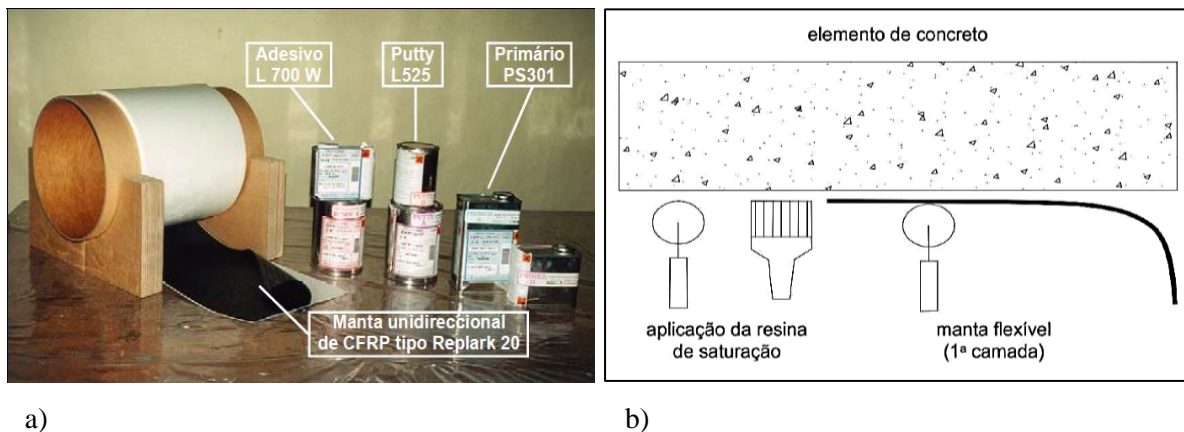 Adesivo
L 700 W
Putty
L525
Primário
PS301
Manta unidireccional
de CFRP tipo Replark 20
a)
elemento de concreto
aplicação da resina
de saturação
manta flexível
(1ª camada)
b)